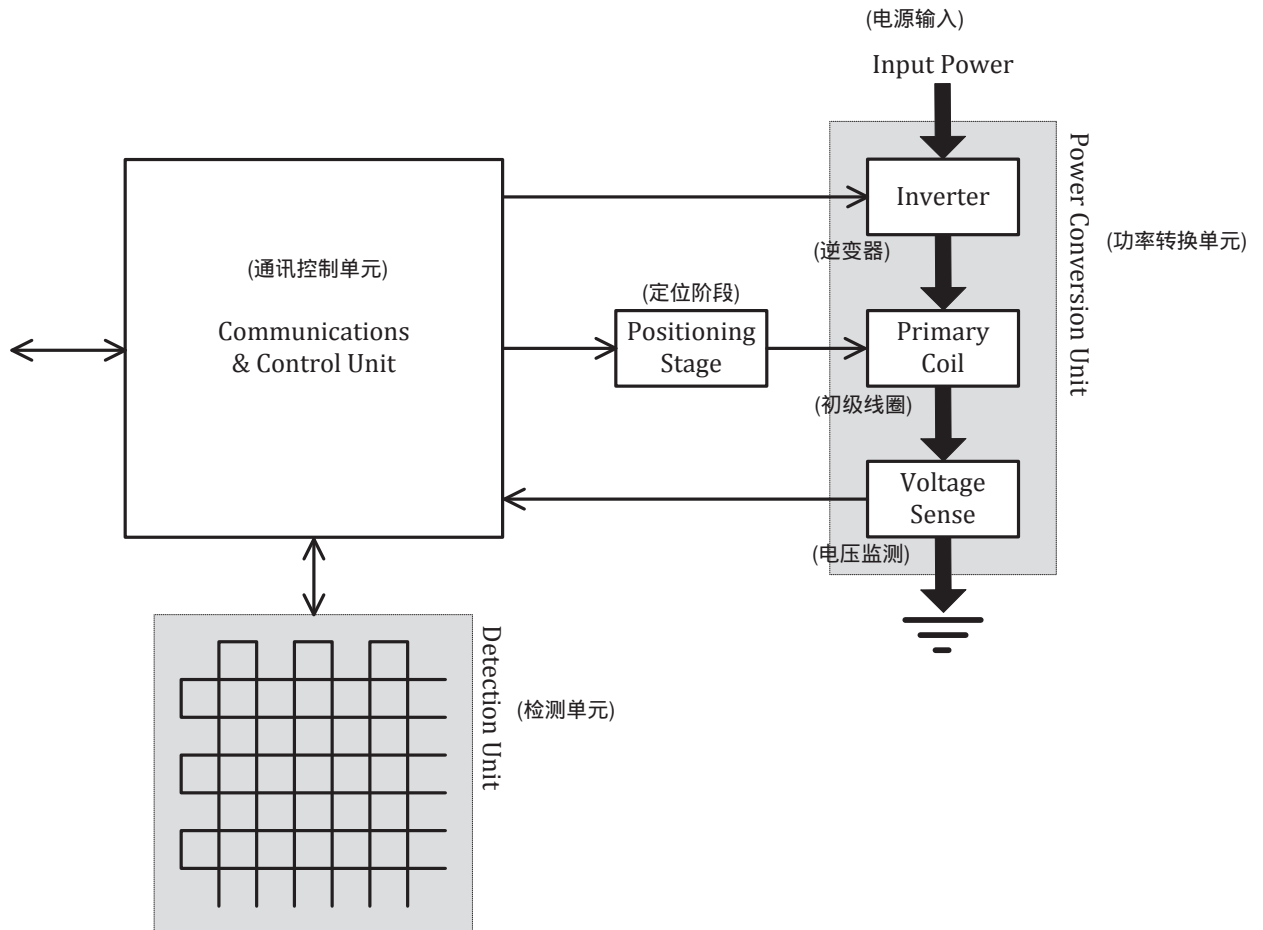 (电源输入)
Input Power
Inverter
(逆变器)
Power Conversion Unit
(功率转换单元)
(通讯控制单元)
Communications
& Control Unit
(定位阶段)
Positioning
Stage
Primary
Coil
(初级线圈)
Voltage
Sense
(电压监测)
Detection Unit
(检测单元)